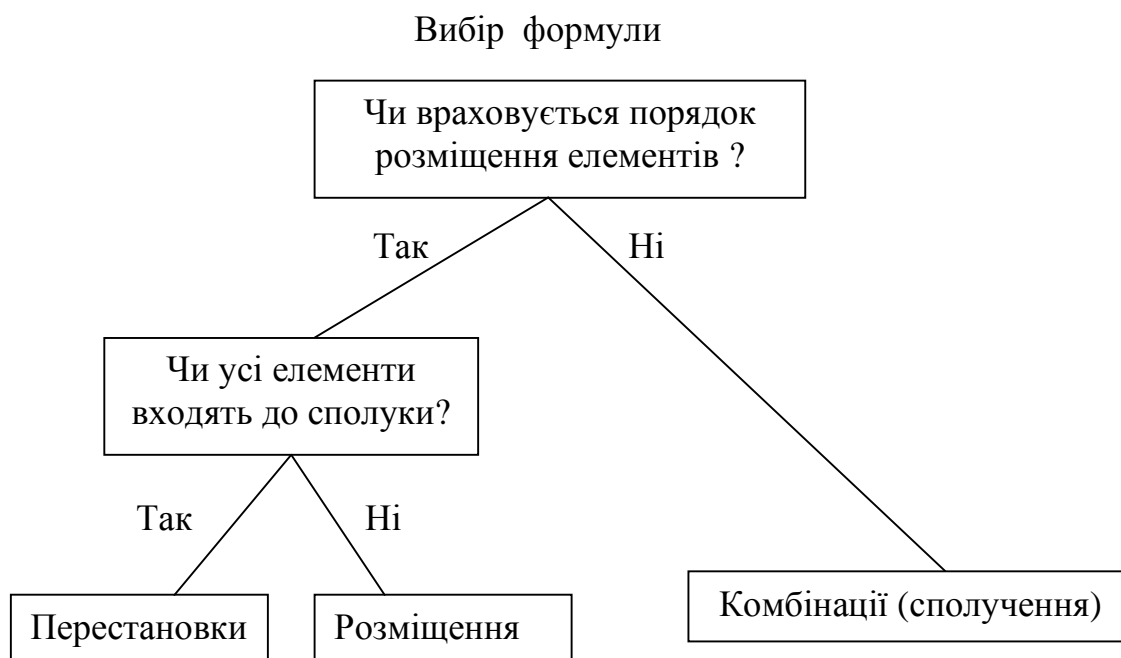 Вибір формули
Чи враховується порядок
розміщення елементів ?
Так
Ні
Чи усі елементи
входять до сполуки?
Так
Ні
Перестановки
Розміщення
Комбінації (сполучення)